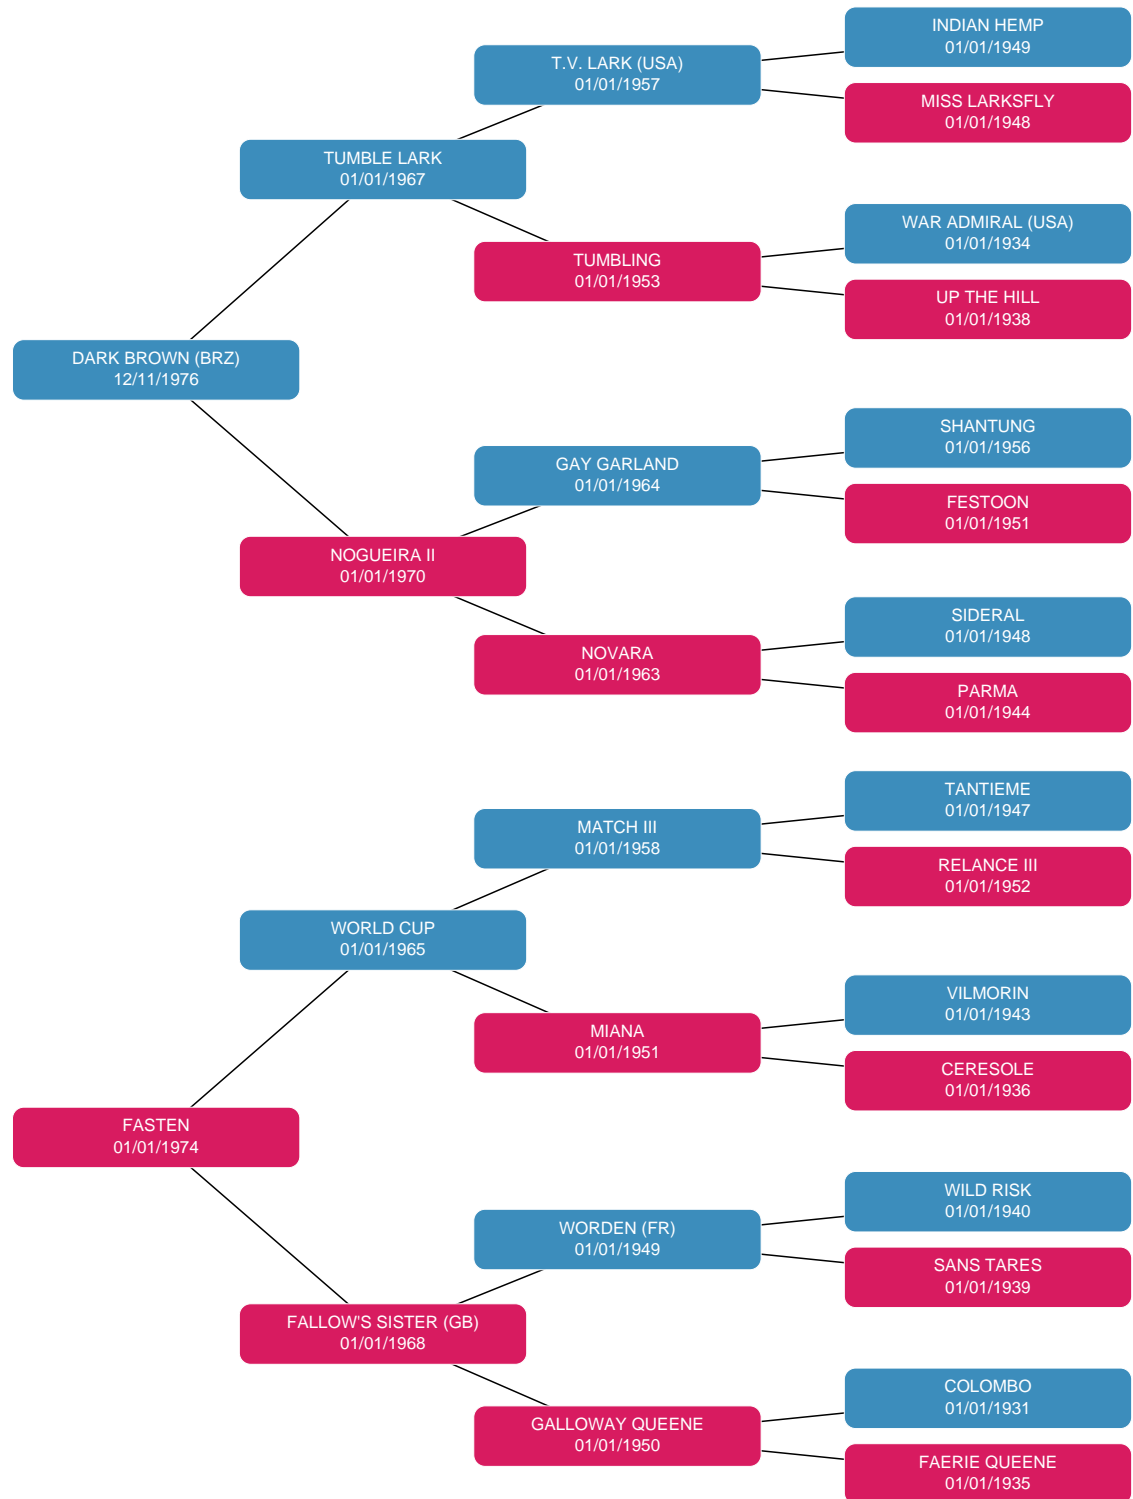 INDIAN HEMP
01/01/1949
T.V. LARK (USA)
01/01/1957
MISS LARKSFLY
01/01/1948
TUMBLE LARK
01/01/1967
WAR ADMIRAL (USA)
01/01/1934
TUMBLING
01/01/1953
UP THE HILL
01/01/1938
DARK BROWN (BRZ)
12/11/1976
SHANTUNG
01/01/1956
GAY GARLAND
01/01/1964
FESTOON
01/01/1951
NOGUEIRA II
01/01/1970
SIDERAL
01/01/1948
NOVARA
01/01/1963
PARMA
01/01/1944
TANTIEME
01/01/1947
MATCH III
01/01/1958
RELANCE III
01/01/1952
WORLD CUP
01/01/1965
VILMORIN
01/01/1943
MIANA
01/01/1951
CERESOLE
01/01/1936
FASTEN
01/01/1974
WILD RISK
01/01/1940
WORDEN (FR)
01/01/1949
SANS TARES
01/01/1939
FALLOW'S SISTER (GB)
01/01/1968
COLOMBO
01/01/1931
GALLOWAY QUEENE
01/01/1950
FAERIE QUEENE
01/01/1935